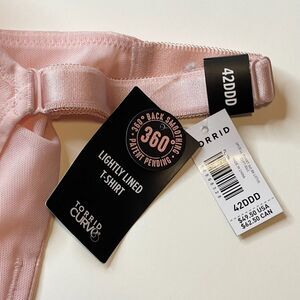 42DDD
360° BACK SMOOTHING
360°
PATENT PENDING
LIGHTLY LINED
T-SHIRT
TORRID
CURVE
TORRID
42DDD
$49.50 USA
$62.50 CAN